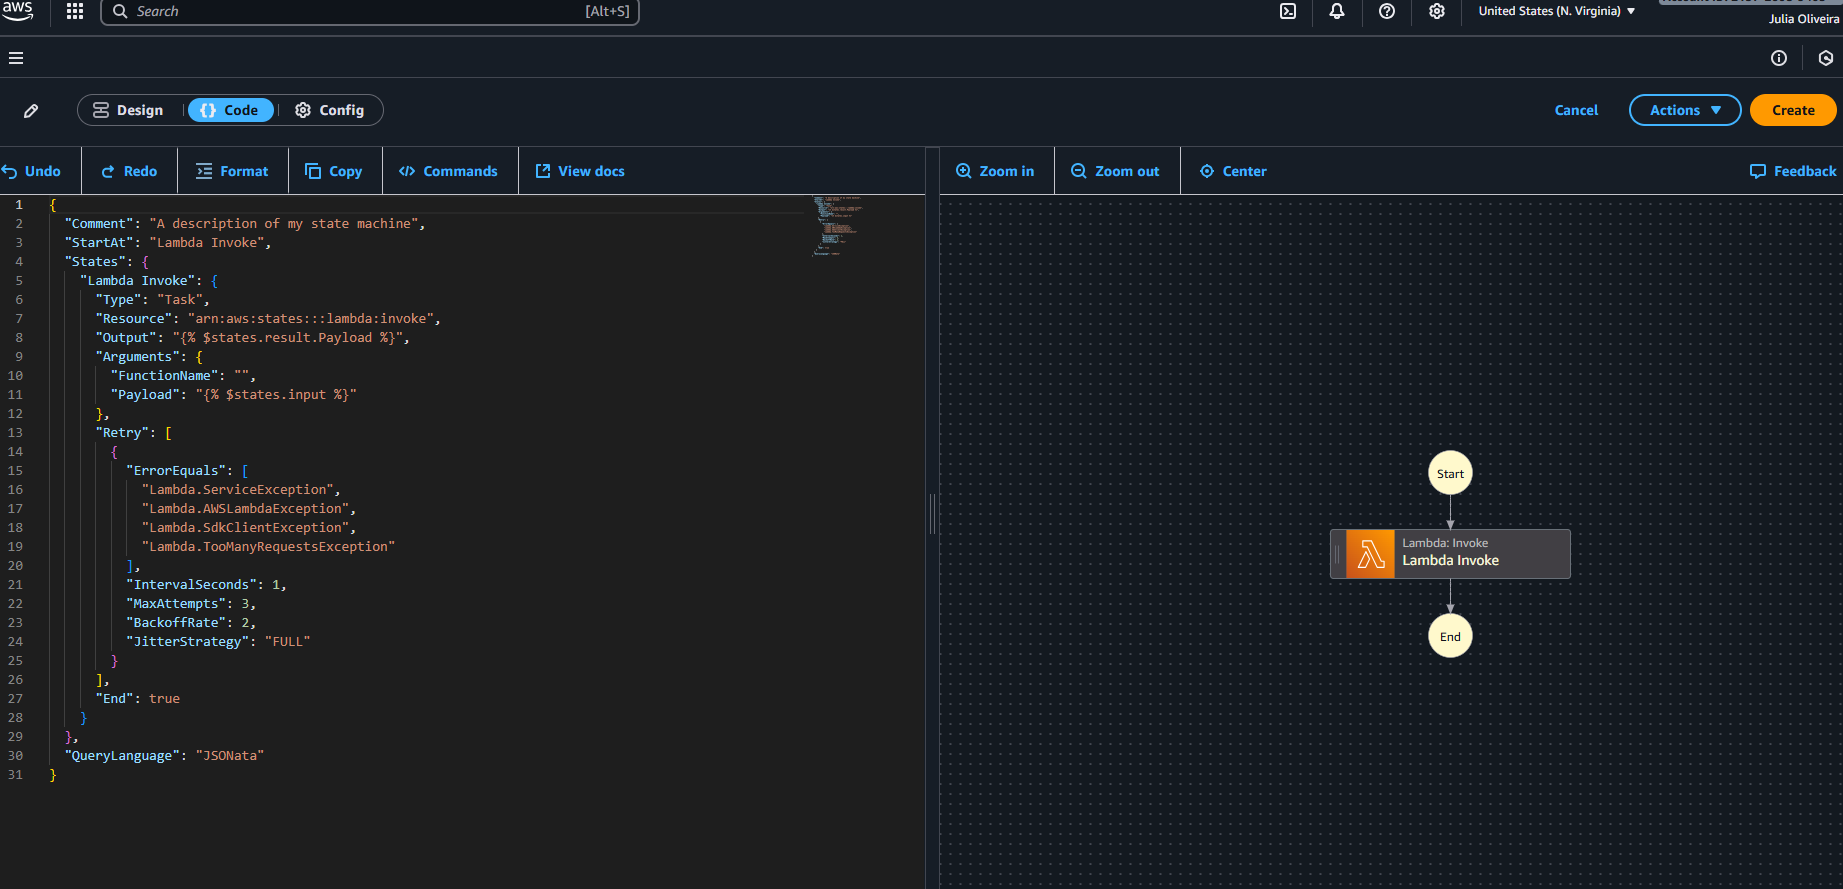 aws
Search
[Alt+S]
United States (N. Virginia)
Julia Oliveira
Design
{} Code
Config
Cancel
Actions
Create
Undo
Redo
Format
Copy
Commands
View docs
Zoom in
Zoom out
Center
Feedback
1 {
2 "Comment": "A description of my state machine",
3 "StartAt": "Lambda Invoke",
4 "States": {
5 "Lambda Invoke": {
6 "Type": "Task",
7 "Resource": "arn:aws:states:::lambda:invoke",
8 "Output": "{% $states.result.Payload %}",
9 "Arguments": {
10 "FunctionName": "",
11 "Payload": "{% $states.input %}"
12 },
13 "Retry": [
14 {
15 "ErrorEquals": [
16 "Lambda.ServiceException",
17 "Lambda.AWSLambdaException",
18 "Lambda.SdkClientException",
19 "Lambda.TooManyRequestsException"
20 ],
21 "IntervalSeconds": 1,
22 "MaxAttempts": 3,
23 "BackoffRate": 2,
24 "JitterStrategy": "FULL"
25 }
26 ],
27 "End": true
28 }
29 },
30 "QueryLanguage": "JSONata"
31 }
Start
Lambda: Invoke
Lambda Invoke
End